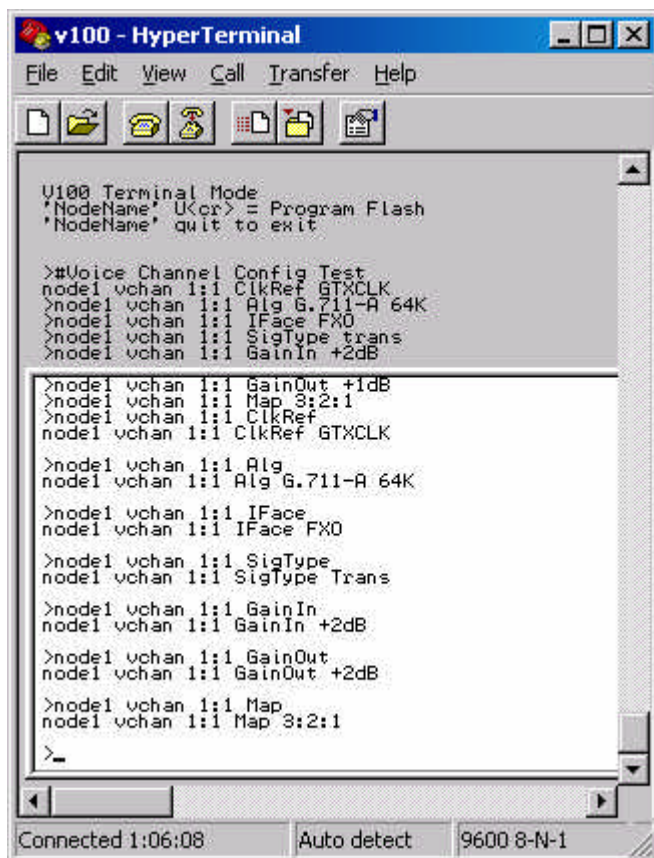 v100 - HyperTerminal
File Edit View Call Transfer Help
V100 Terminal Mode
'NodeName' U<cr> = Program Flash
'NodeName' quit to exit
>#Voice Channel Config Test
node1 vchan 1:1 ClkRef GTXCLK
>node1 vchan 1:1 Alg G.711-A 64K
>node1 vchan 1:1 IFace FXO
>node1 vchan 1:1 SigType trans
>node1 vchan 1:1 GainIn +2dB
>node1 vchan 1:1 GainOut +1dB
>node1 vchan 1:1 Map 3:2:1
>node1 vchan 1:1 ClkRef
node1 vchan 1:1 ClkRef GTXCLK
>node1 vchan 1:1 Alg
node1 vchan 1:1 Alg G.711-A 64K
>node1 vchan 1:1 IFace
node1 vchan 1:1 IFace FXO
>node1 vchan 1:1 SigType
node1 vchan 1:1 SigType Trans
>node1 vchan 1:1 GainIn
node1 vchan 1:1 GainIn +2dB
>node1 vchan 1:1 GainOut
node1 vchan 1:1 GainOut +2dB
>node1 vchan 1:1 Map
node1 vchan 1:1 Map 3:2:1
>_
Connected 1:06:08 Auto detect 9600 8-N-1